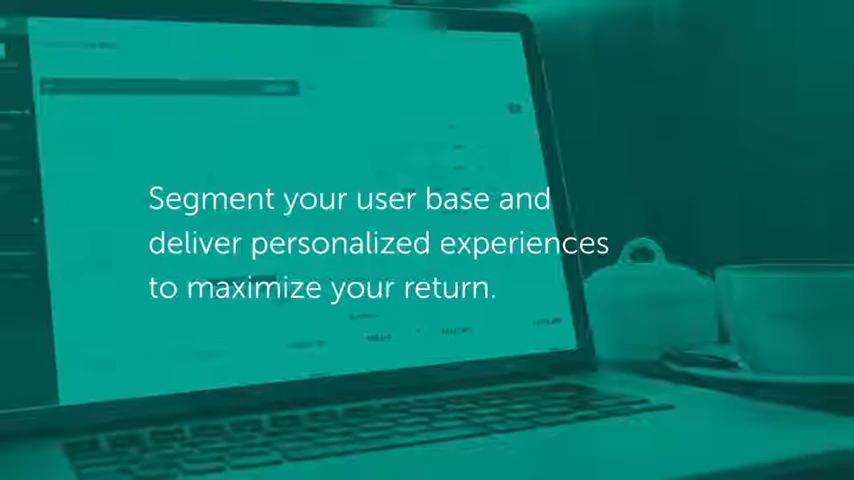 Segment your user base and
deliver personalized experiences
to maximize your return.